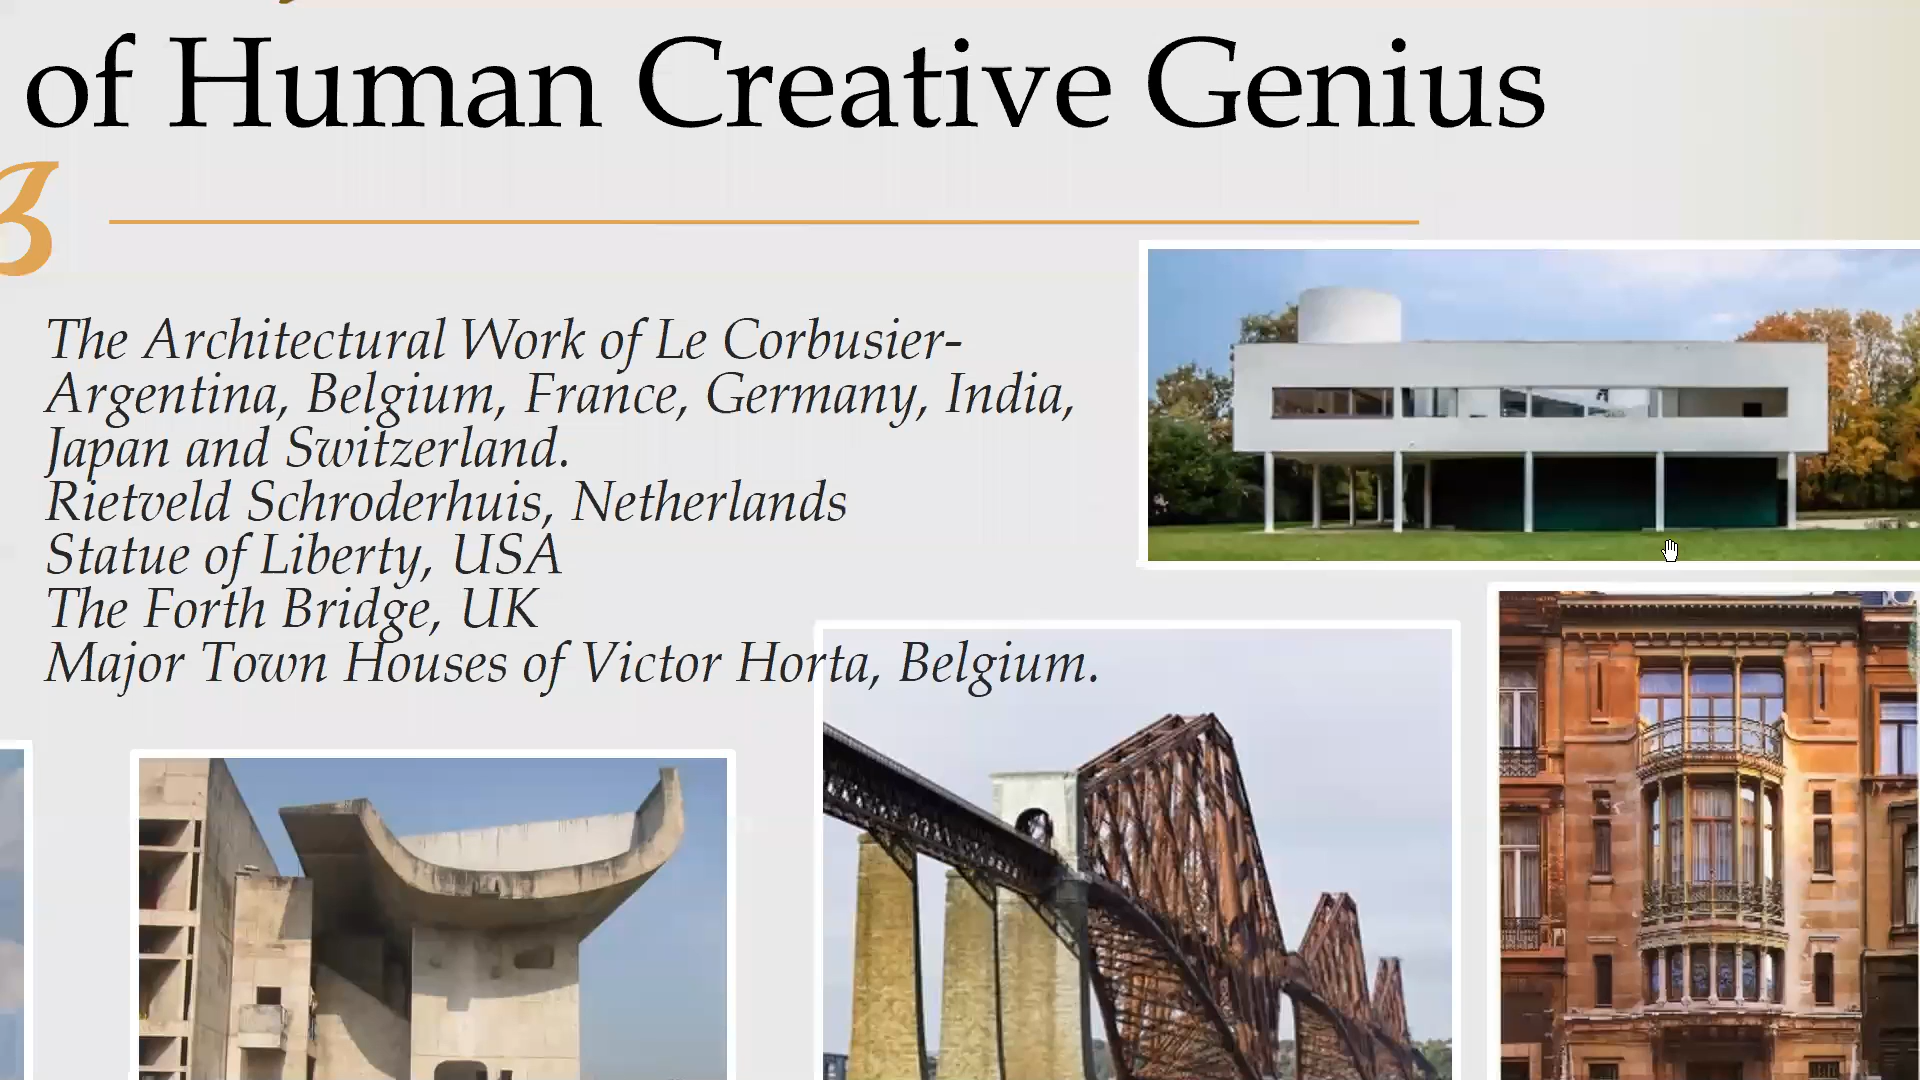 of Human Creative Genius
The Architectural Work of Le Corbusier-
Argentina, Belgium, France, Germany, India,
Japan and Switzerland.
Rietveld Schroderhuis, Netherlands
Statue of Liberty, USA
The Forth Bridge, UK
Major Town Houses of Victor Horta, Belgium.